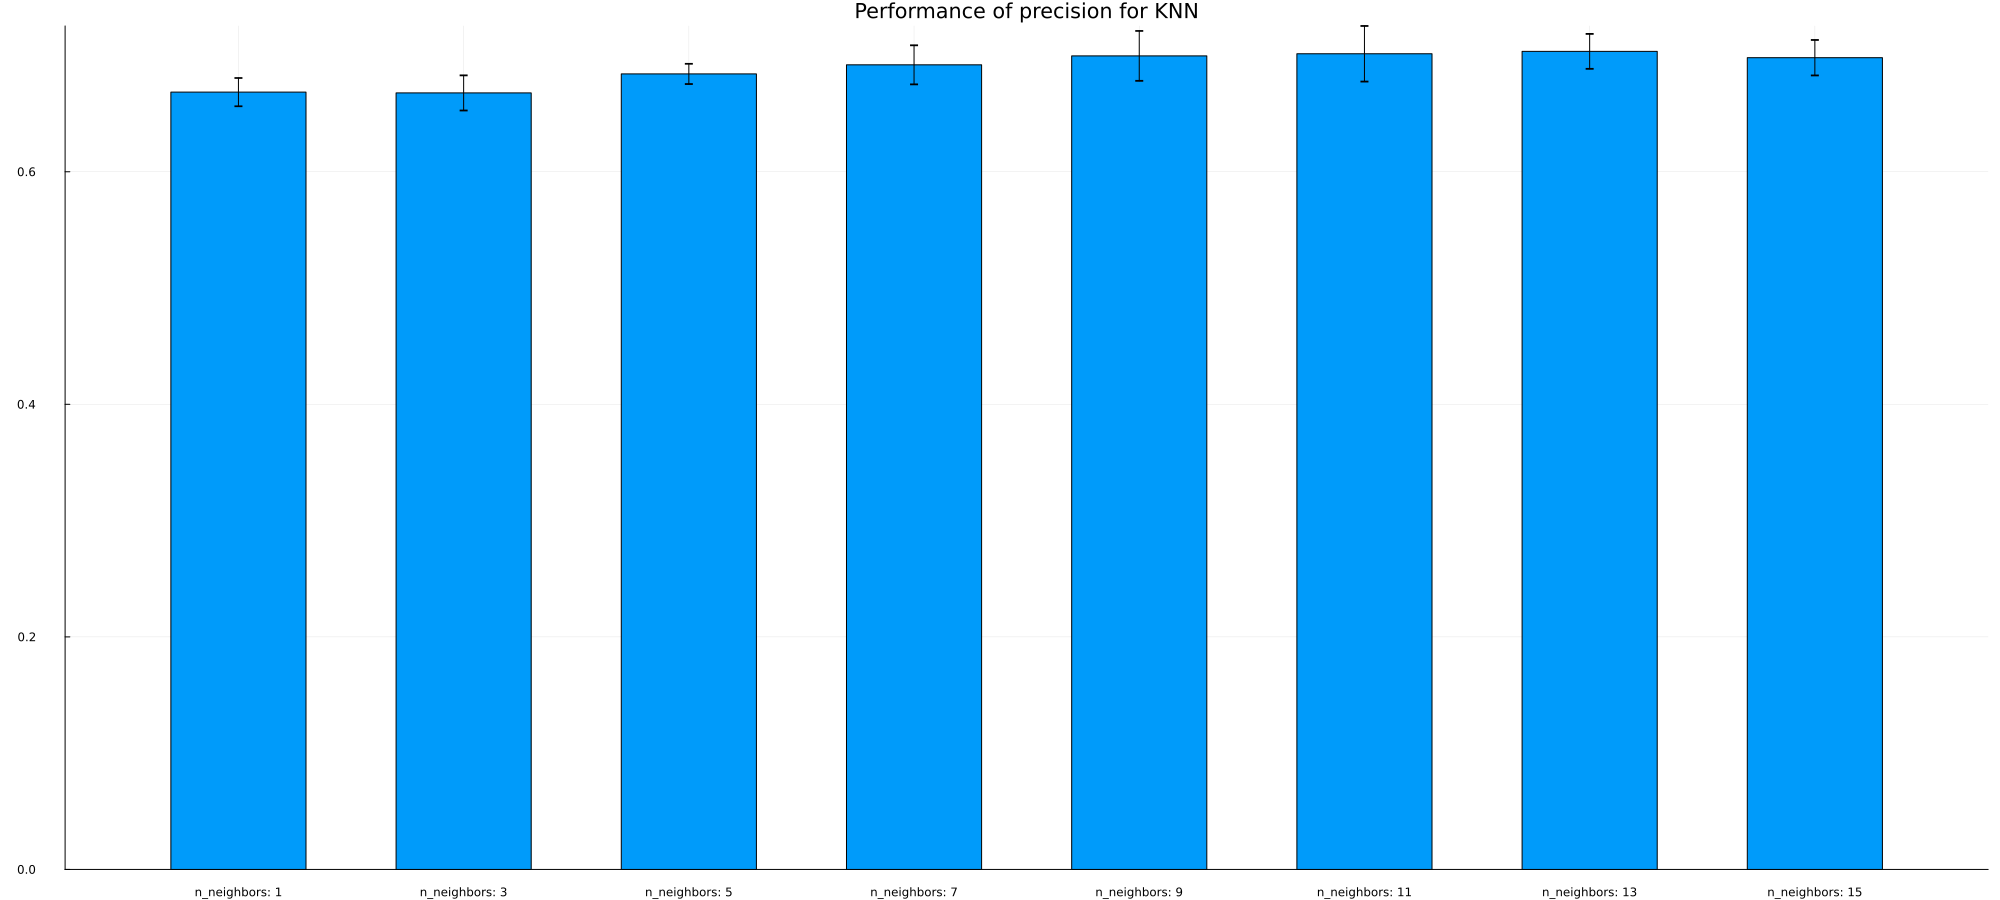 Performance of precision for KNN
0.6
0.4
0.2
0.0
n_neighbors: 1
n_neighbors: 3
n_neighbors: 5
n_neighbors: 7
n_neighbors: 9
n_neighbors: 11
n_neighbors: 13
n_neighbors: 15